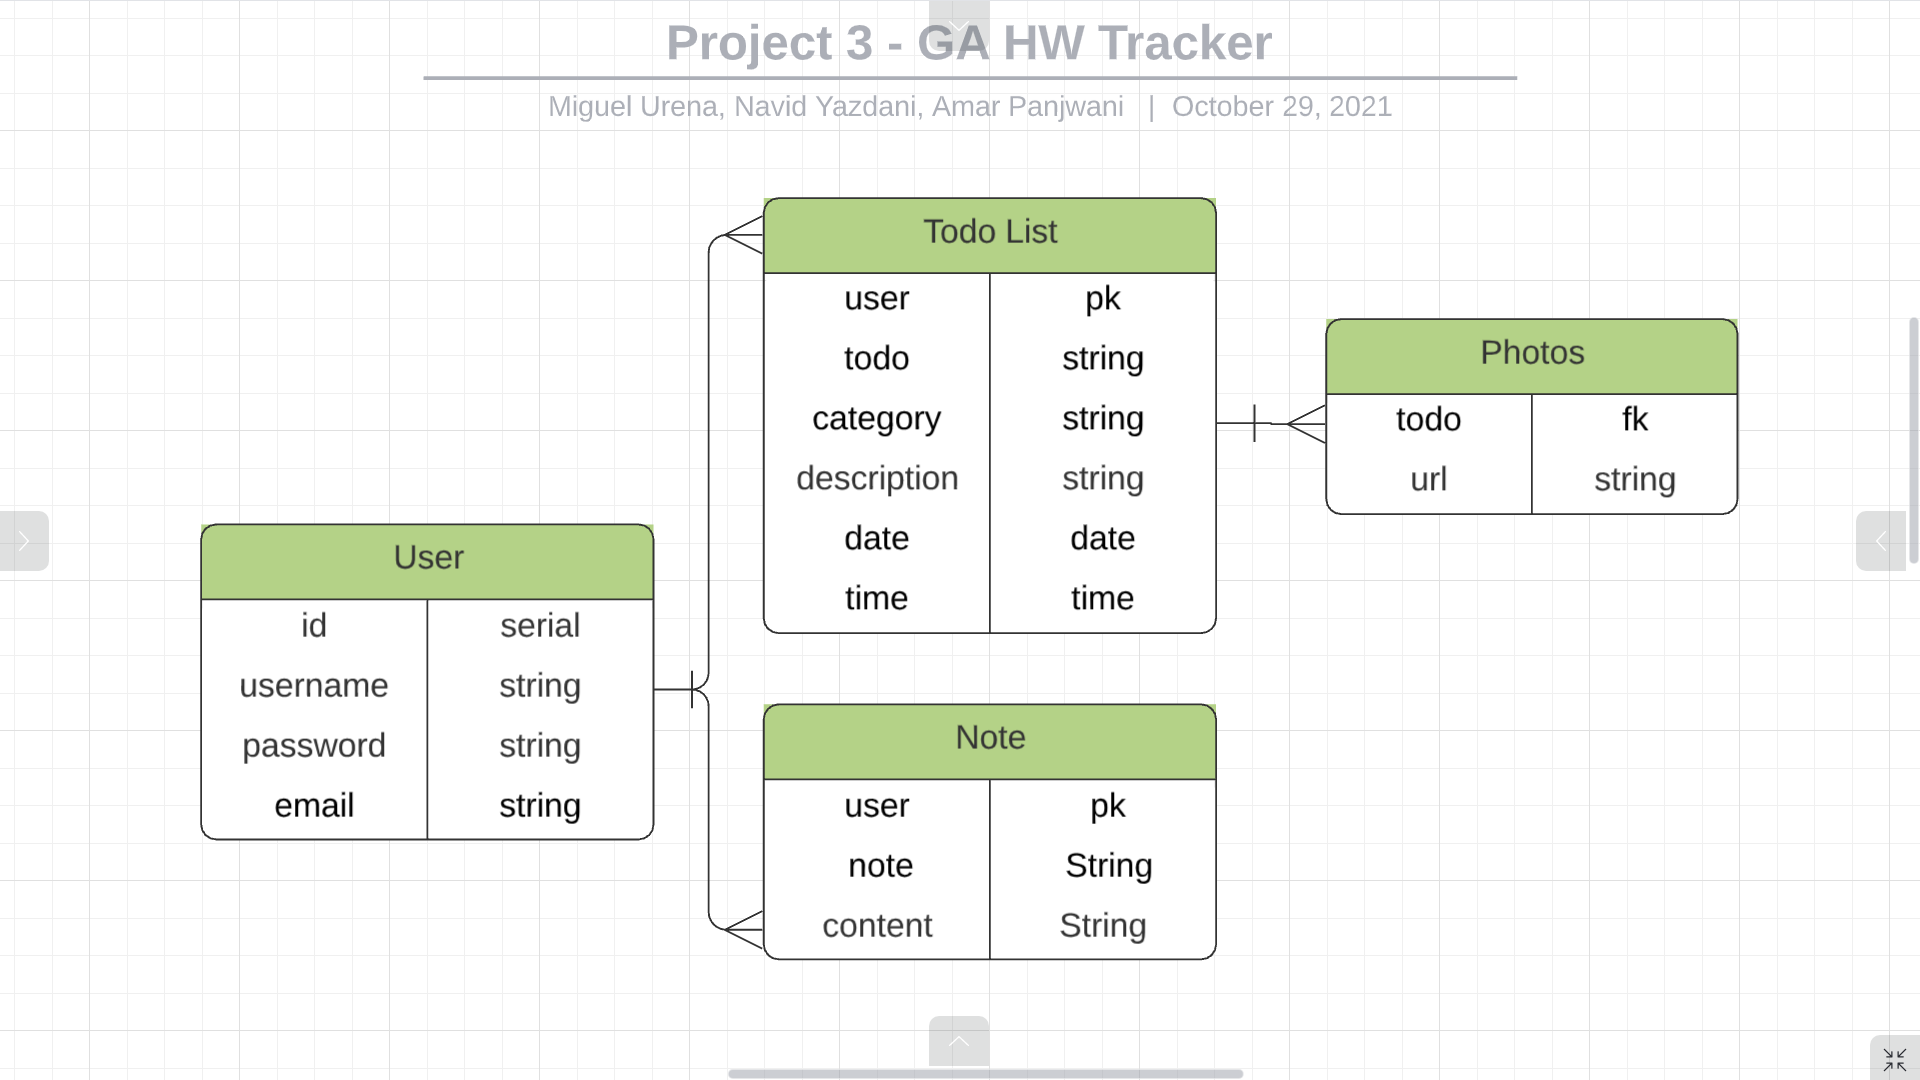 Project 3 - GA HW Tracker
Miguel Urena, Navid Yazdani, Amar Panjwani | October 29, 2021
Todo List
user pk
todo string
category string
description string
date date
time time
Photos
todo fk
url string
User
id serial
username string
password string
email string
Note
user pk
note String
content String